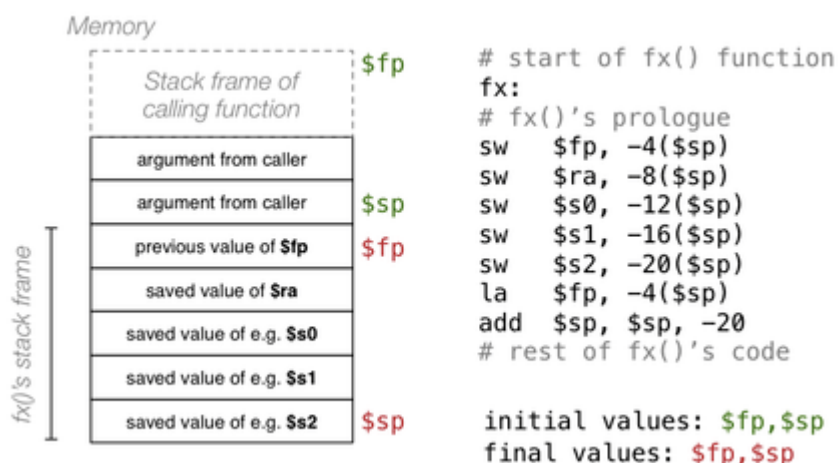 Memory
Stack frame of
calling function
$fp
argument from caller
argument from caller
$sp
previous value of $fp
$fp
saved value of $ra
saved value of e.g. $s0
saved value of e.g. $s1
saved value of e.g. $s2
$sp
fx()'s stack frame
# start of fx() function
fx:
# fx()'s prologue
sw $fp, -4($sp)
sw $ra, -8($sp)
sw $s0, -12($sp)
sw $s1, -16($sp)
sw $s2, -20($sp)
la $fp, -4($sp)
add $sp, $sp, -20
# rest of fx()'s code
initial values: $fp,$sp
final values: $fp,$sp